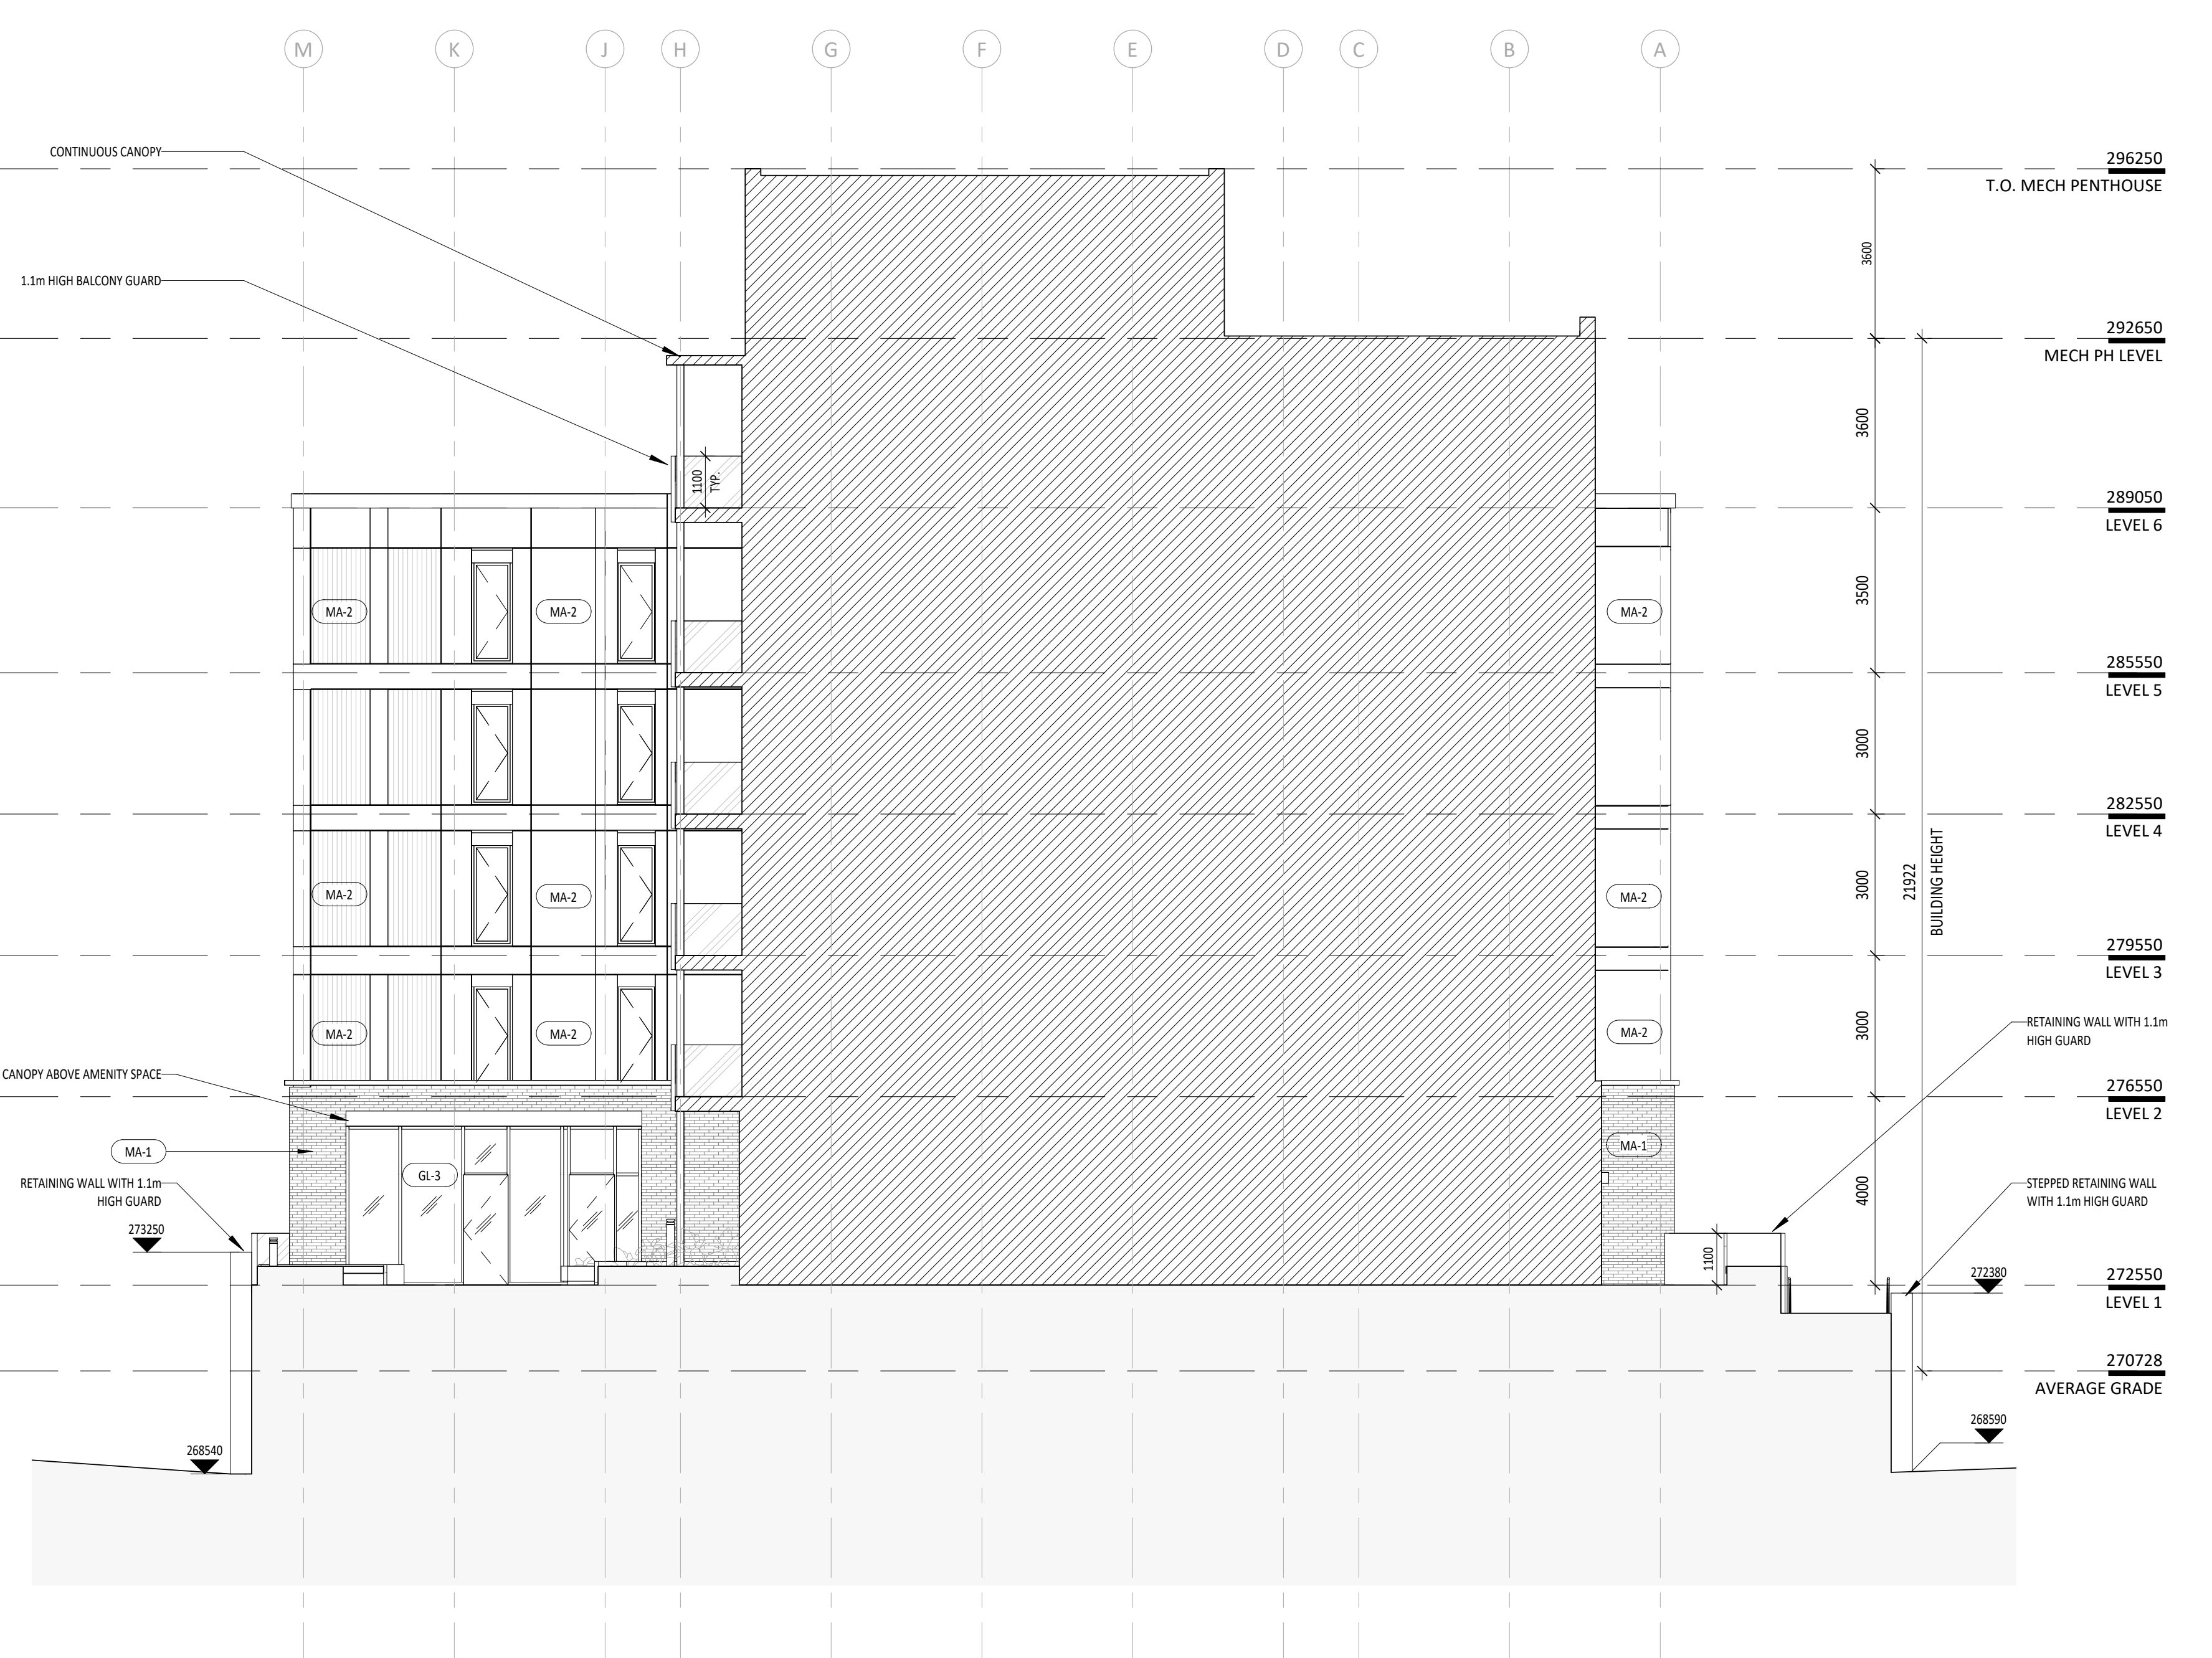 M K J H G F E D C B A
CONTINUOUS CANOPY
296250
T.O. MECH PENTHOUSE
3600
1.1m HIGH BALCONY GUARD
292650
MECH PH LEVEL
3600
1100
TYP.
289050
LEVEL 6
3500
MA-2 MA-2 MA-2
285550
LEVEL 5
3000
282550
LEVEL 4
3000
21922
BUILDING HEIGHT
MA-2 MA-2 MA-2
279550
LEVEL 3
3000
MA-2 MA-2 MA-2
RETAINING WALL WITH 1.1m
HIGH GUARD
CANOPY ABOVE AMENITY SPACE
276550
LEVEL 2
MA-1
MA-1
GL-3
4000
RETAINING WALL WITH 1.1m
HIGH GUARD
STEPPED RETAINING WALL
WITH 1.1m HIGH GUARD
273250
1100
272380
272550
LEVEL 1
270728
AVERAGE GRADE
268590
268540